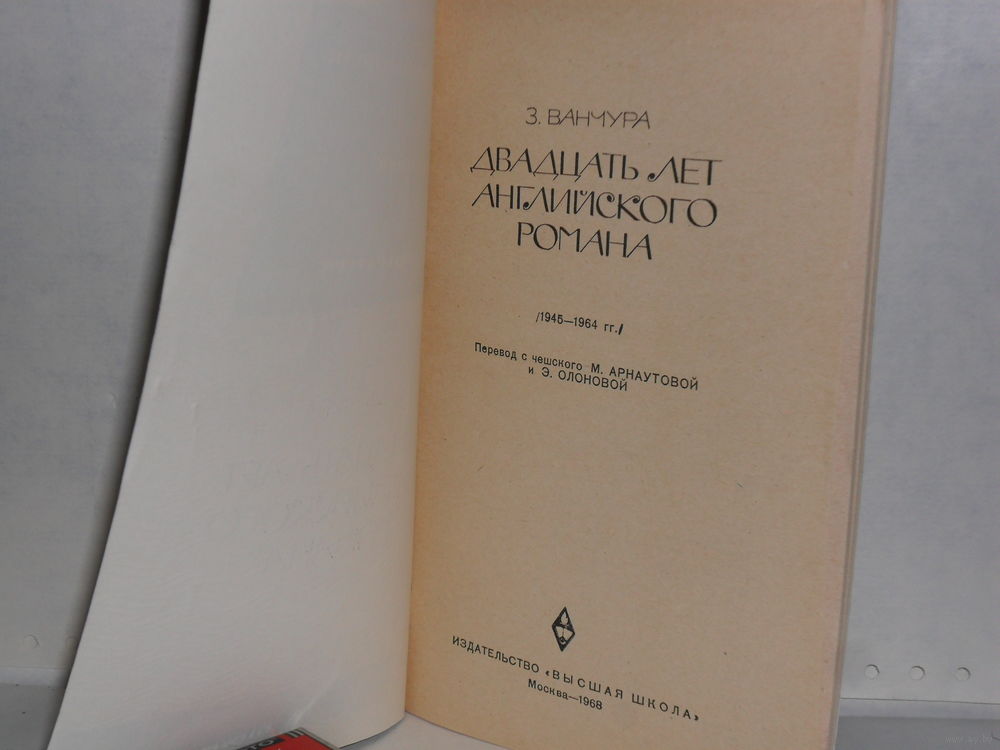 З. ВАНЧУРА
ДВАДЦАТЬ ЛЕТ
АНГЛИЙСКОГО
РОМАНА
/1945—1964 гг./
Перевод с чешского М. АРНАУТОВОЙ
и Э. ОЛОНОВОЙ
ИЗДАТЕЛЬСТВО «ВЫСШАЯ ШКОЛА»
Москва—1968